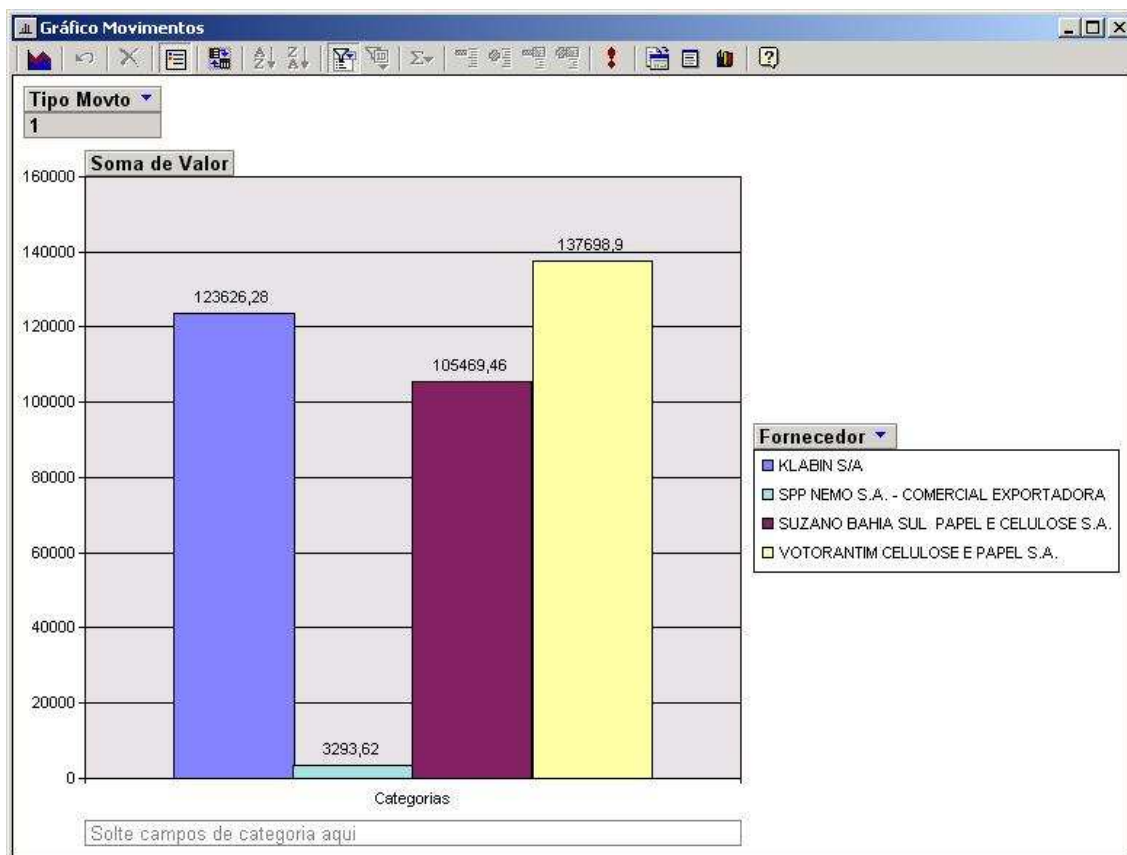 Gráfico Movimentos
Tipo Movto
1
Soma de Valor
160000
140000
120000
100000
80000
60000
40000
20000
0
123626,28
3293,62
105469,46
137698,9
Categorias
Solte campos de categoria aqui
Fornecedor
KLABIN S/A
SPP NEMO S.A. - COMERCIAL EXPORTADORA
SUZANO BAHIA SUL PAPEL E CELULOSE S.A.
VOTORANTIM CELULOSE E PAPEL S.A.